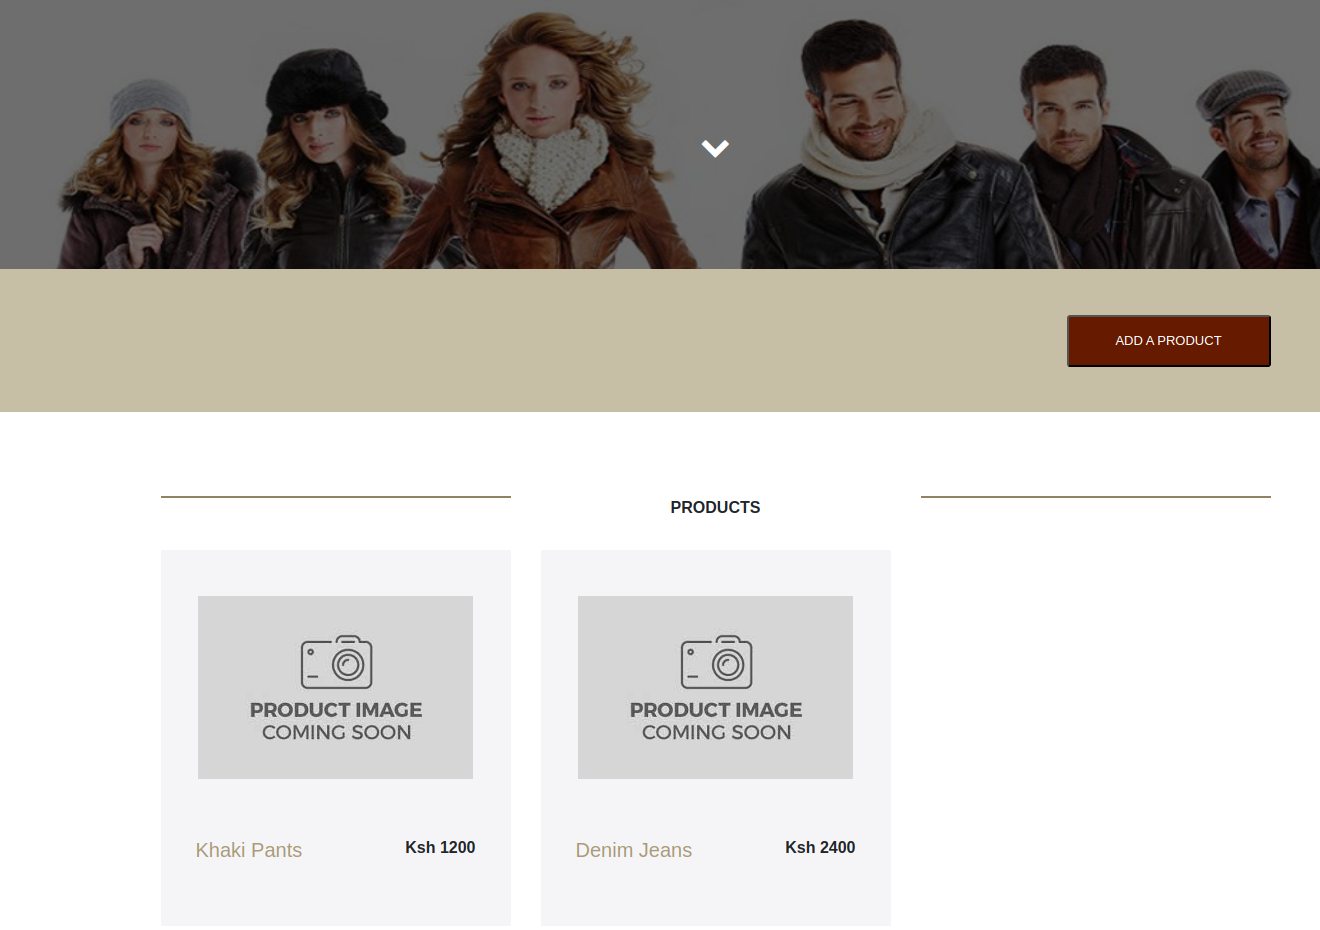 ADD A PRODUCT
PRODUCTS
PRODUCT IMAGE
COMING SOON
Khaki Pants
Ksh 1200
PRODUCT IMAGE
COMING SOON
Denim Jeans
Ksh 2400